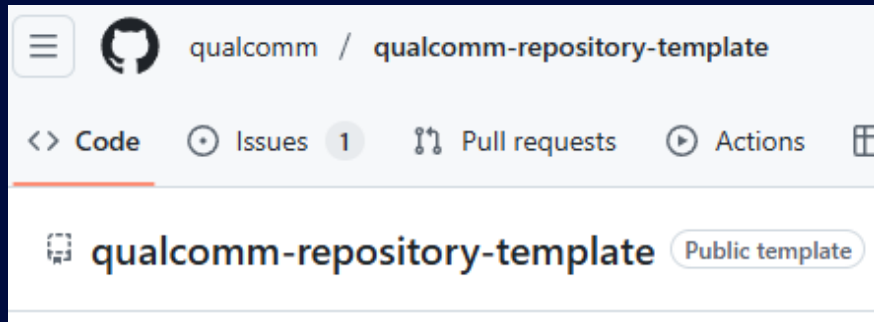 qualcomm / qualcomm-repository-template
Code Issues 1 Pull requests Actions
qualcomm-repository-template Public template